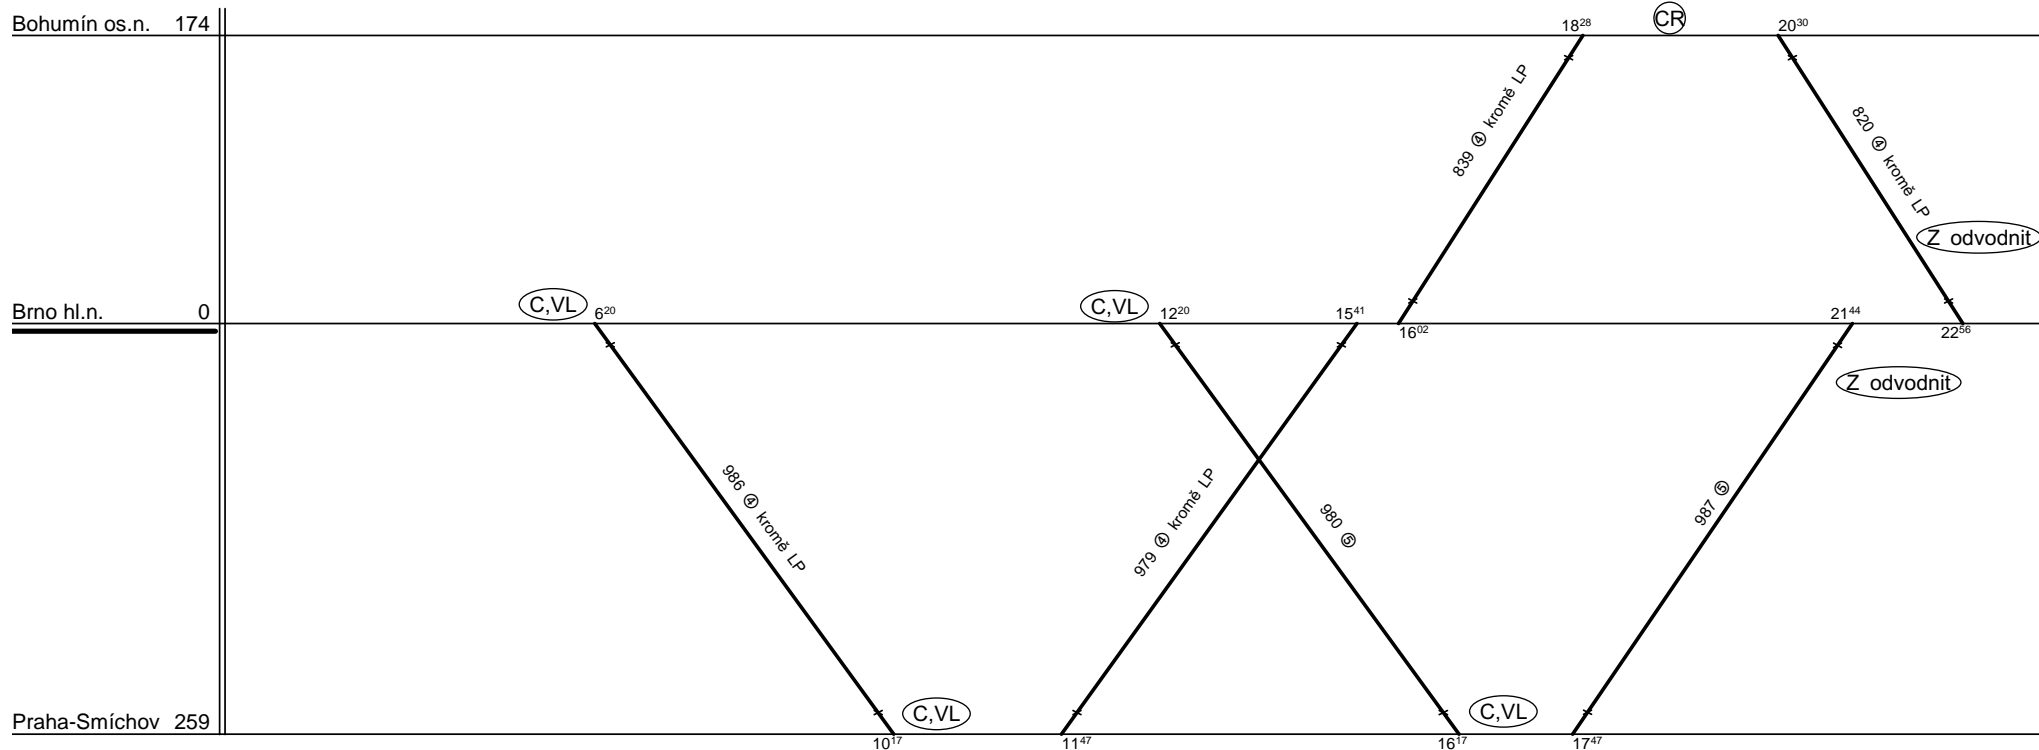 Bohumín os.n. 174
18²⁸
CR
20³⁰
839 ④ kromě LP
820 ④ kromě LP
Z odvodnit
Brno hl.n. 0
C,VL
6²⁰
C,VL
12²⁰
15⁴¹
16⁰²
21⁴⁴
22⁵⁶
Z odvodnit
986 ④ kromě LP
979 ④ kromě LP
980 ⑤
987 ⑤
Praha-Smíchov 259
C,VL
C,VL
10¹⁷
11⁴⁷
16¹⁷
17⁴⁷